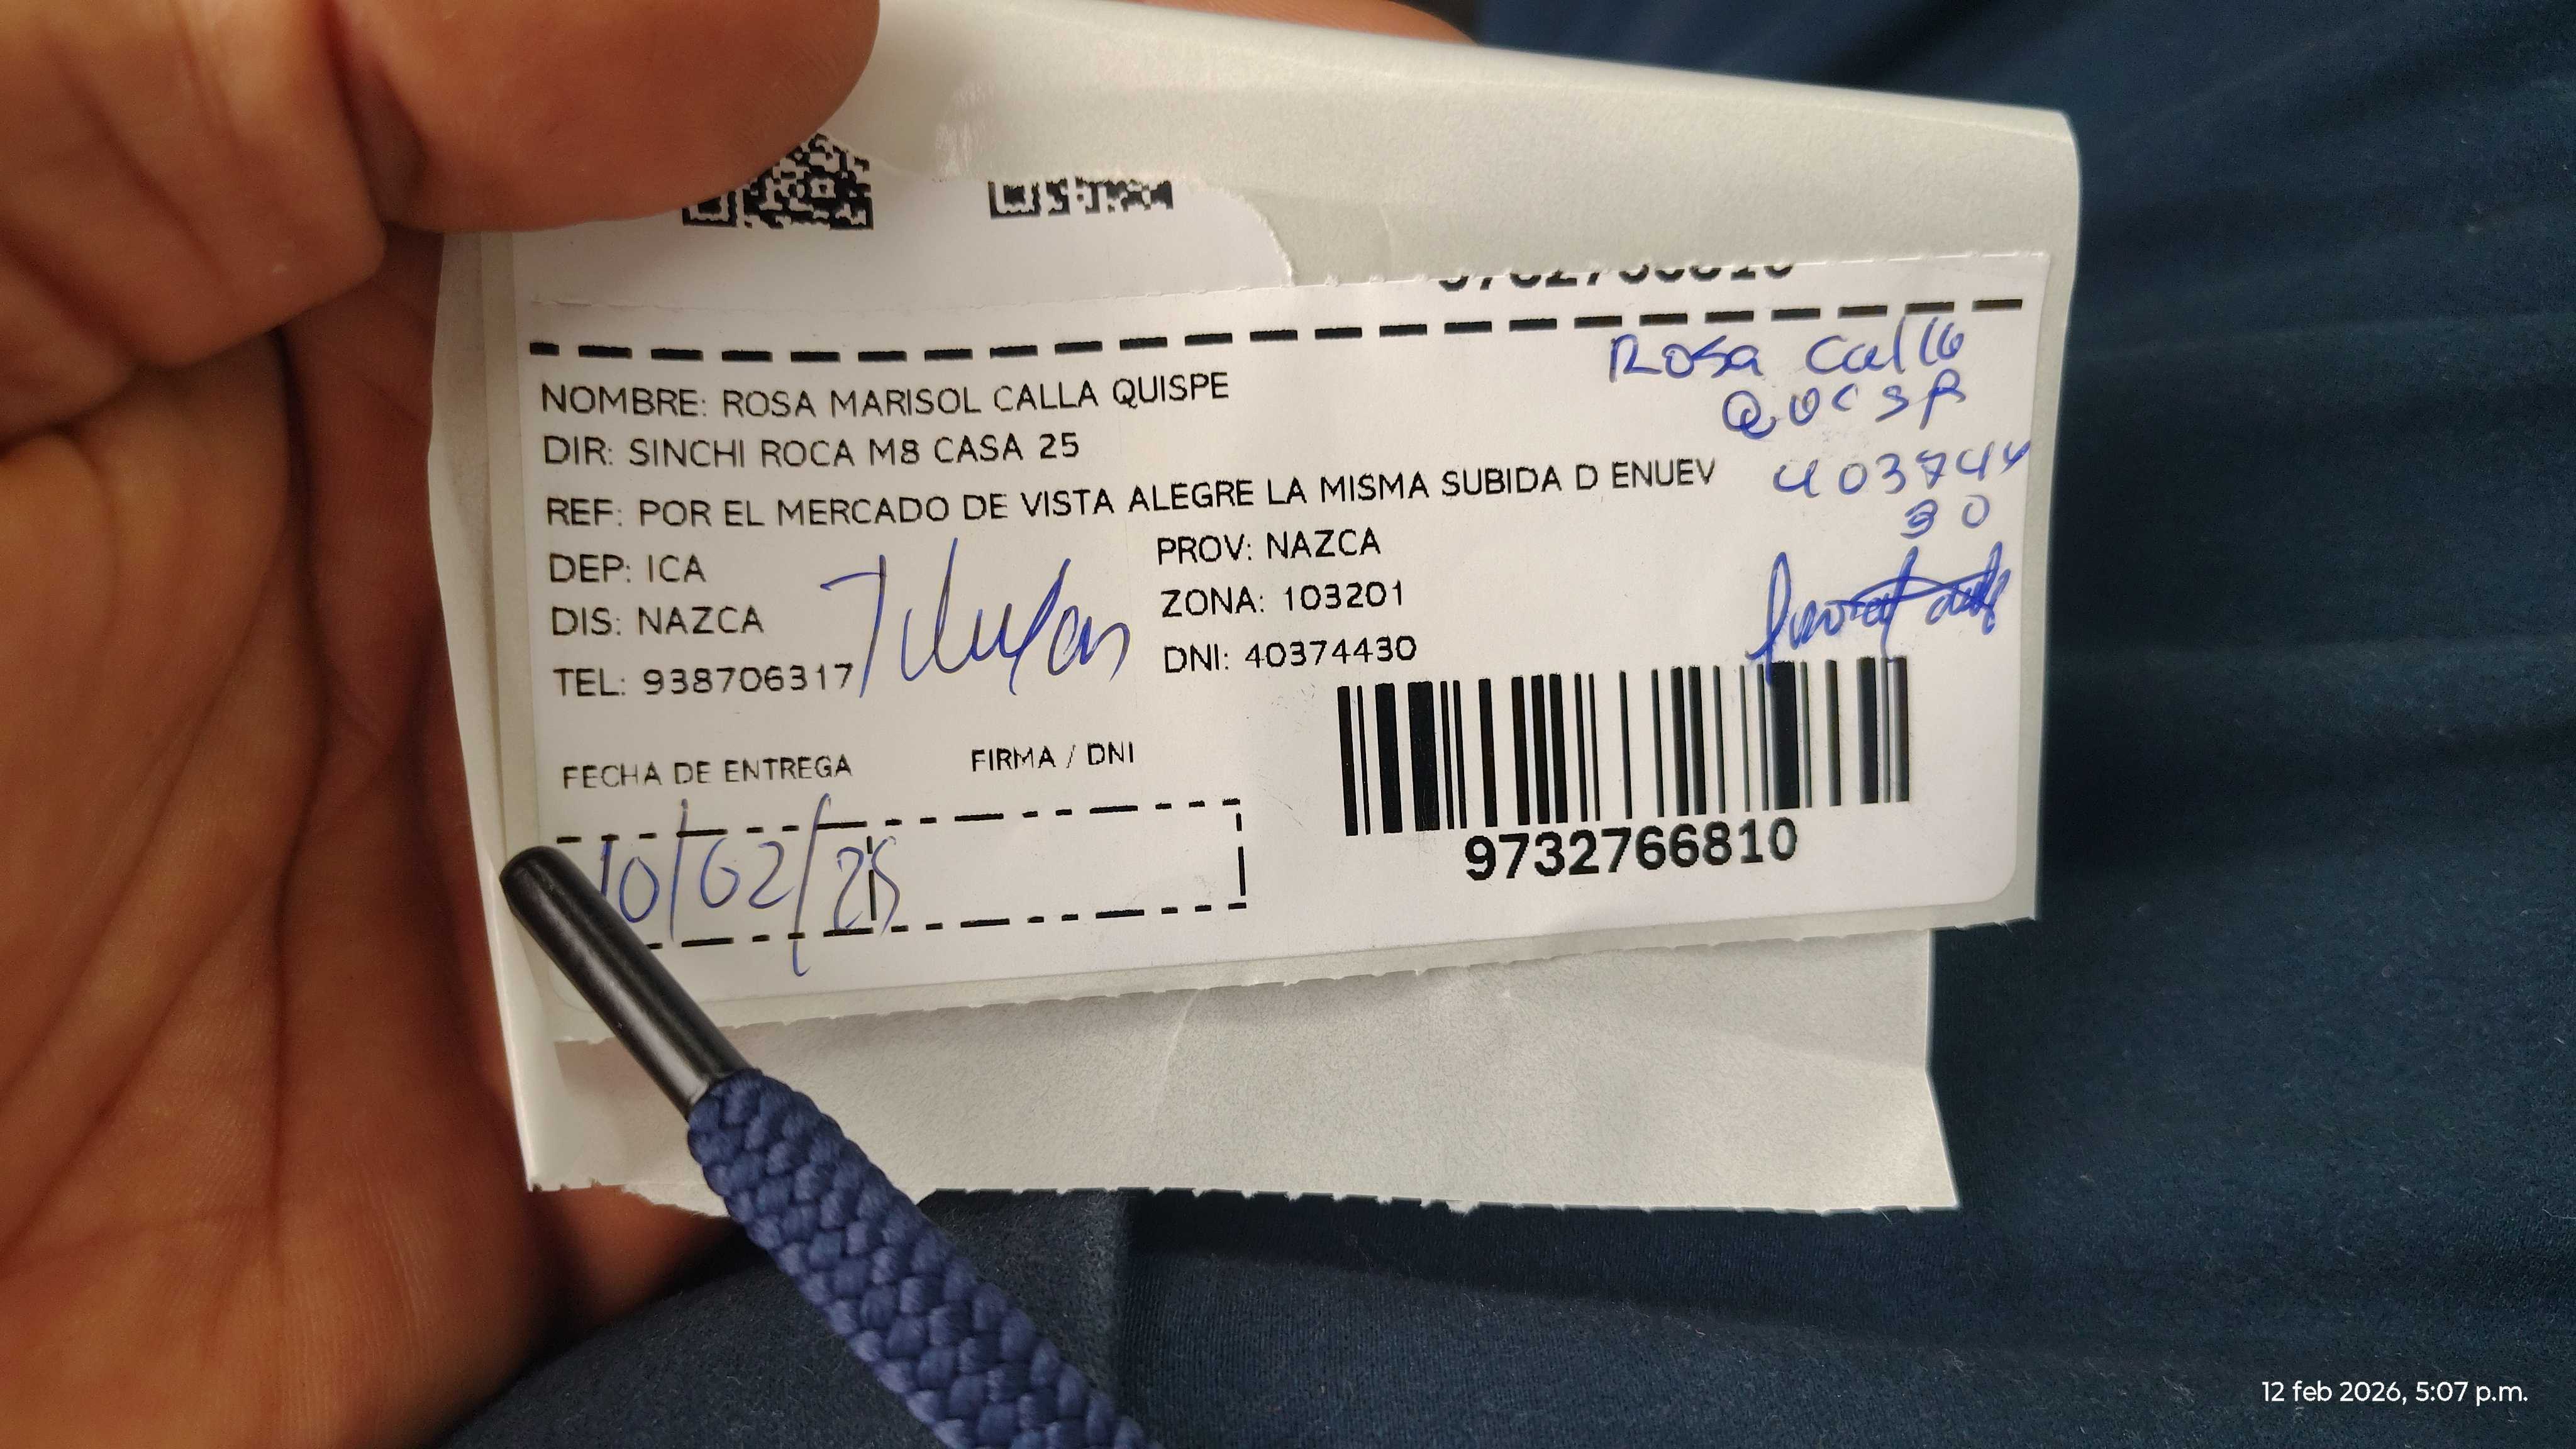 NOMBRE: ROSA MARISOL CALLA QUISPE
DIR: SINCHI ROCA M8 CASA 25
REF: POR EL MERCADO DE VISTA ALEGRE LA MISMA SUBIDA D ENUEV
DEP: ICA
PROV: NAZCA
DIS: NAZCA
ZONA: 103201
TEL: 938706317
DNI: 40374430
Rosa Calla
403744
30
FECHA DE ENTREGA
FIRMA / DNI
9732766810
12 feb 2026, 5:07 p.m.